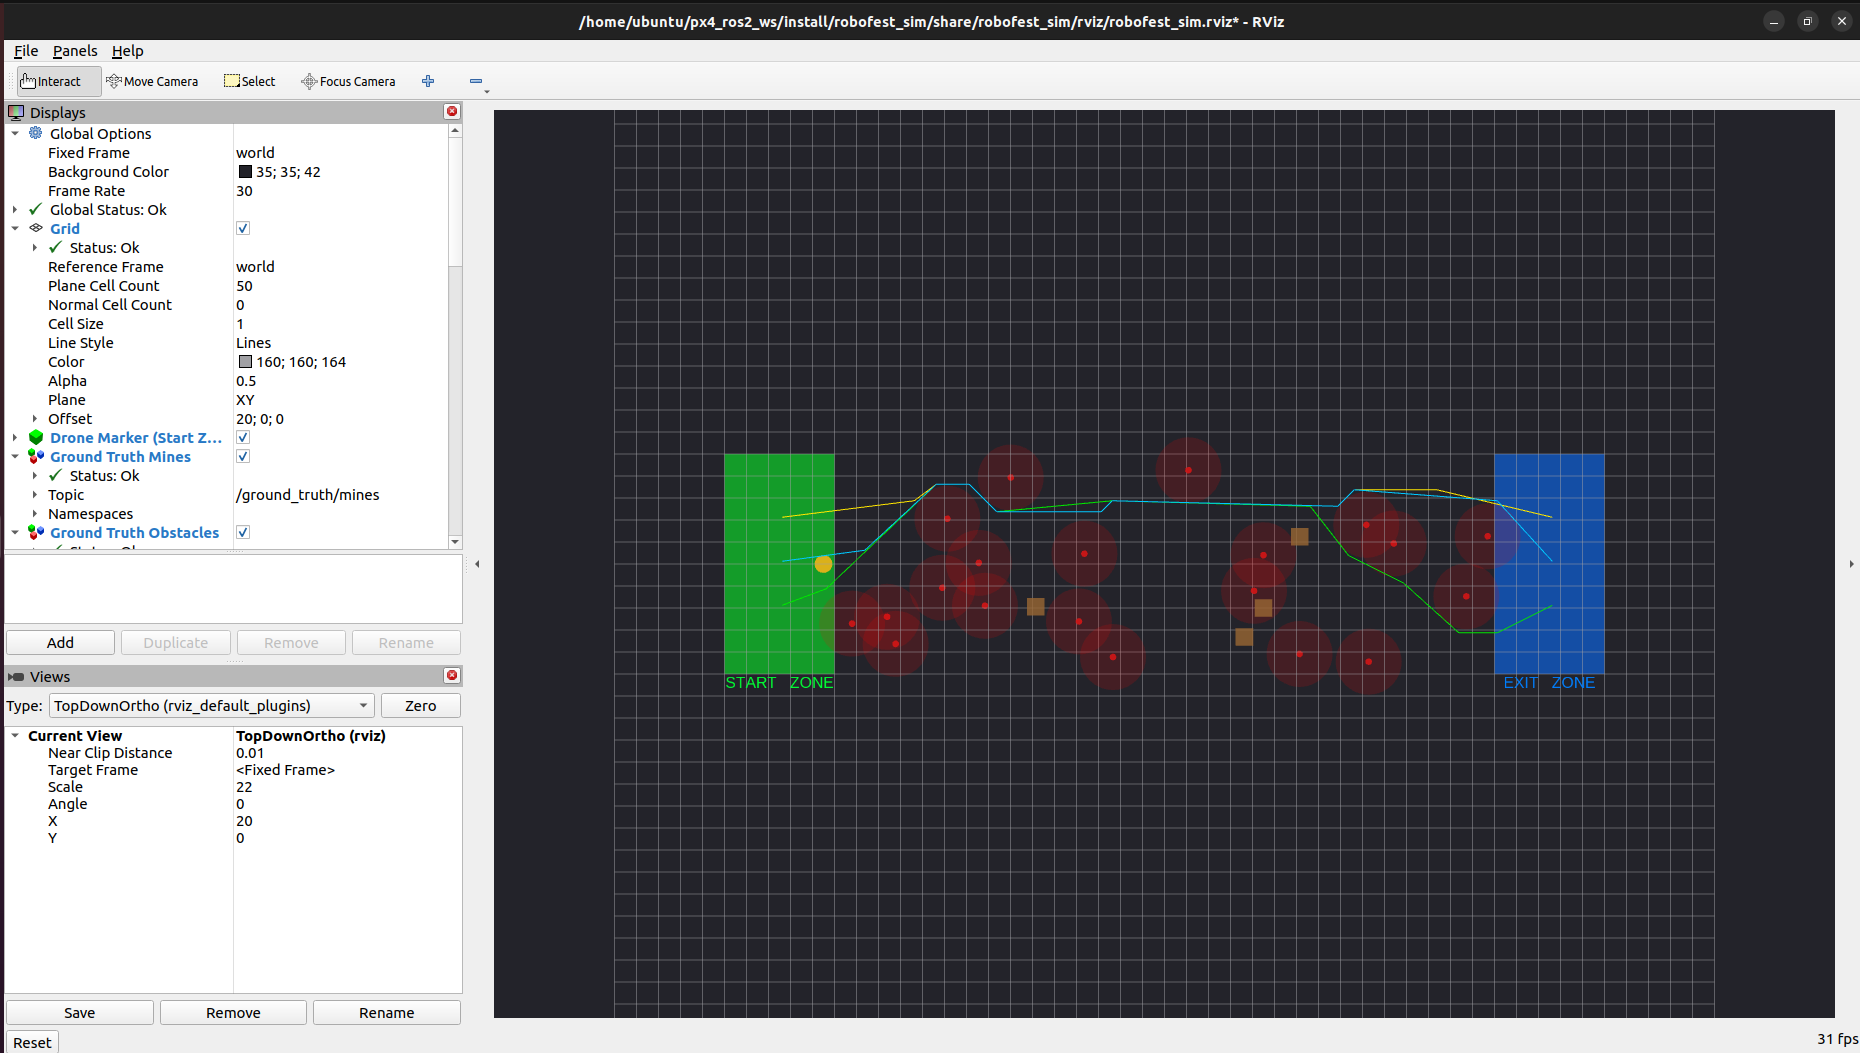 /home/ubuntu/px4_ros2_ws/install/robofest_sim/share/robofest_sim/rviz/robofest_sim.rviz* - RViz
File Panels Help
Interact Move Camera Select Focus Camera
Displays
Global Options
Fixed Frame world
Background Color 35; 35; 42
Frame Rate 30
Global Status: Ok
Grid
Status: Ok
Reference Frame world
Plane Cell Count 50
Normal Cell Count 0
Cell Size 1
Line Style Lines
Color 160; 160; 164
Alpha 0.5
Plane XY
Offset 20; 0; 0
Drone Marker (Start Z...
Ground Truth Mines
Status: Ok
Topic /ground_truth/mines
Namespaces
Ground Truth Obstacles
Add Duplicate Remove Rename
Views
Type: TopDownOrtho (rviz_default_plugins) Zero
Current View TopDownOrtho (rviz)
Near Clip Distance 0.01
Target Frame <Fixed Frame>
Scale 22
Angle 0
X 20
Y 0
Save Remove Rename
Reset
START ZONE
EXIT ZONE
31 fps